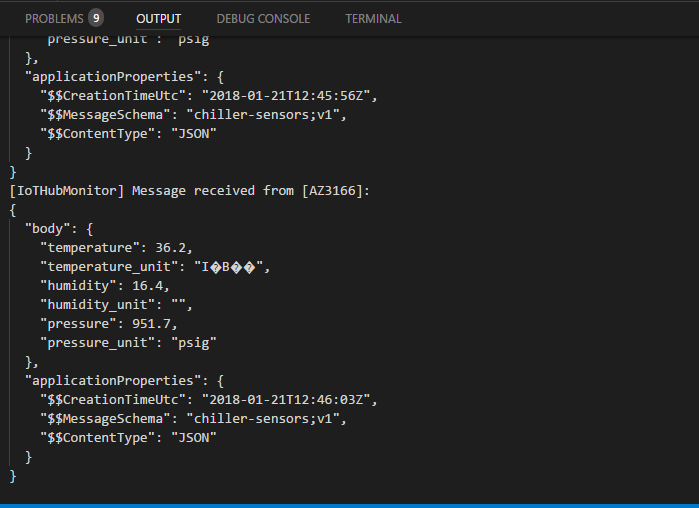 PROBLEMS 9 OUTPUT DEBUG CONSOLE TERMINAL
"pressure_unit": "psig"
},
"applicationProperties": {
"$$CreationTimeUtc": "2018-01-21T12:45:56Z",
"$$MessageSchema": "chiller-sensors;v1",
"$$ContentType": "JSON"
}
}
[IoTHubMonitor] Message received from [AZ3166]:
{
"body": {
"temperature": 36.2,
"temperature_unit": "I�B��",
"humidity": 16.4,
"humidity_unit": "",
"pressure": 951.7,
"pressure_unit": "psig"
},
"applicationProperties": {
"$$CreationTimeUtc": "2018-01-21T12:46:03Z",
"$$MessageSchema": "chiller-sensors;v1",
"$$ContentType": "JSON"
}
}